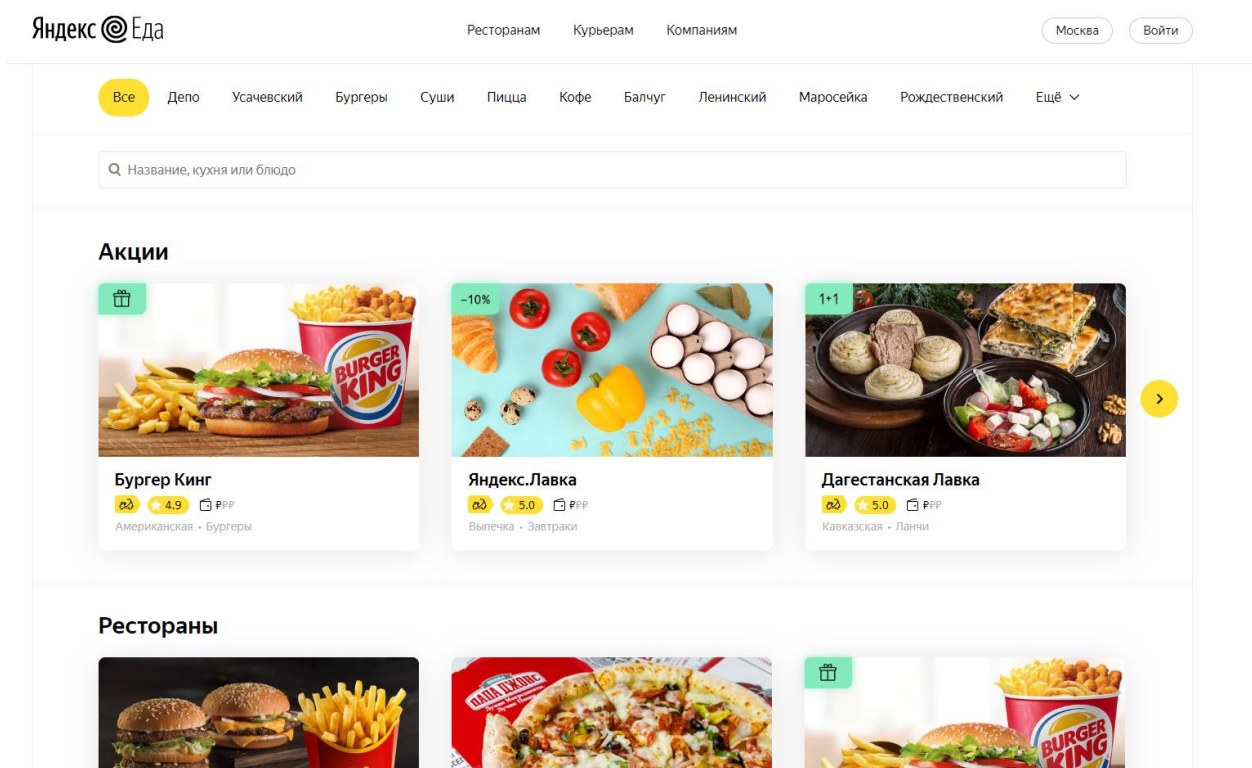 Яндекс Еда
Ресторанам Курьерам Компаниям
Москва Войти
Все Депо Усачевский Бургеры Суши Пицца Кофе Балчуг Ленинский Маросейка Рождественский Ещё
Название, кухня или блюдо
Акции
−10% 1+1
BURGER KING
Бургер Кинг
4.9 ₽₽₽
Американская • Бургеры
Яндекс.Лавка
5.0 ₽₽₽
Выпечка • Завтраки
Дагестанская Лавка
5.0 ₽₽₽
Кавказская • Ланчи
Рестораны
ПАПА ДЖОНС
BURGER KING